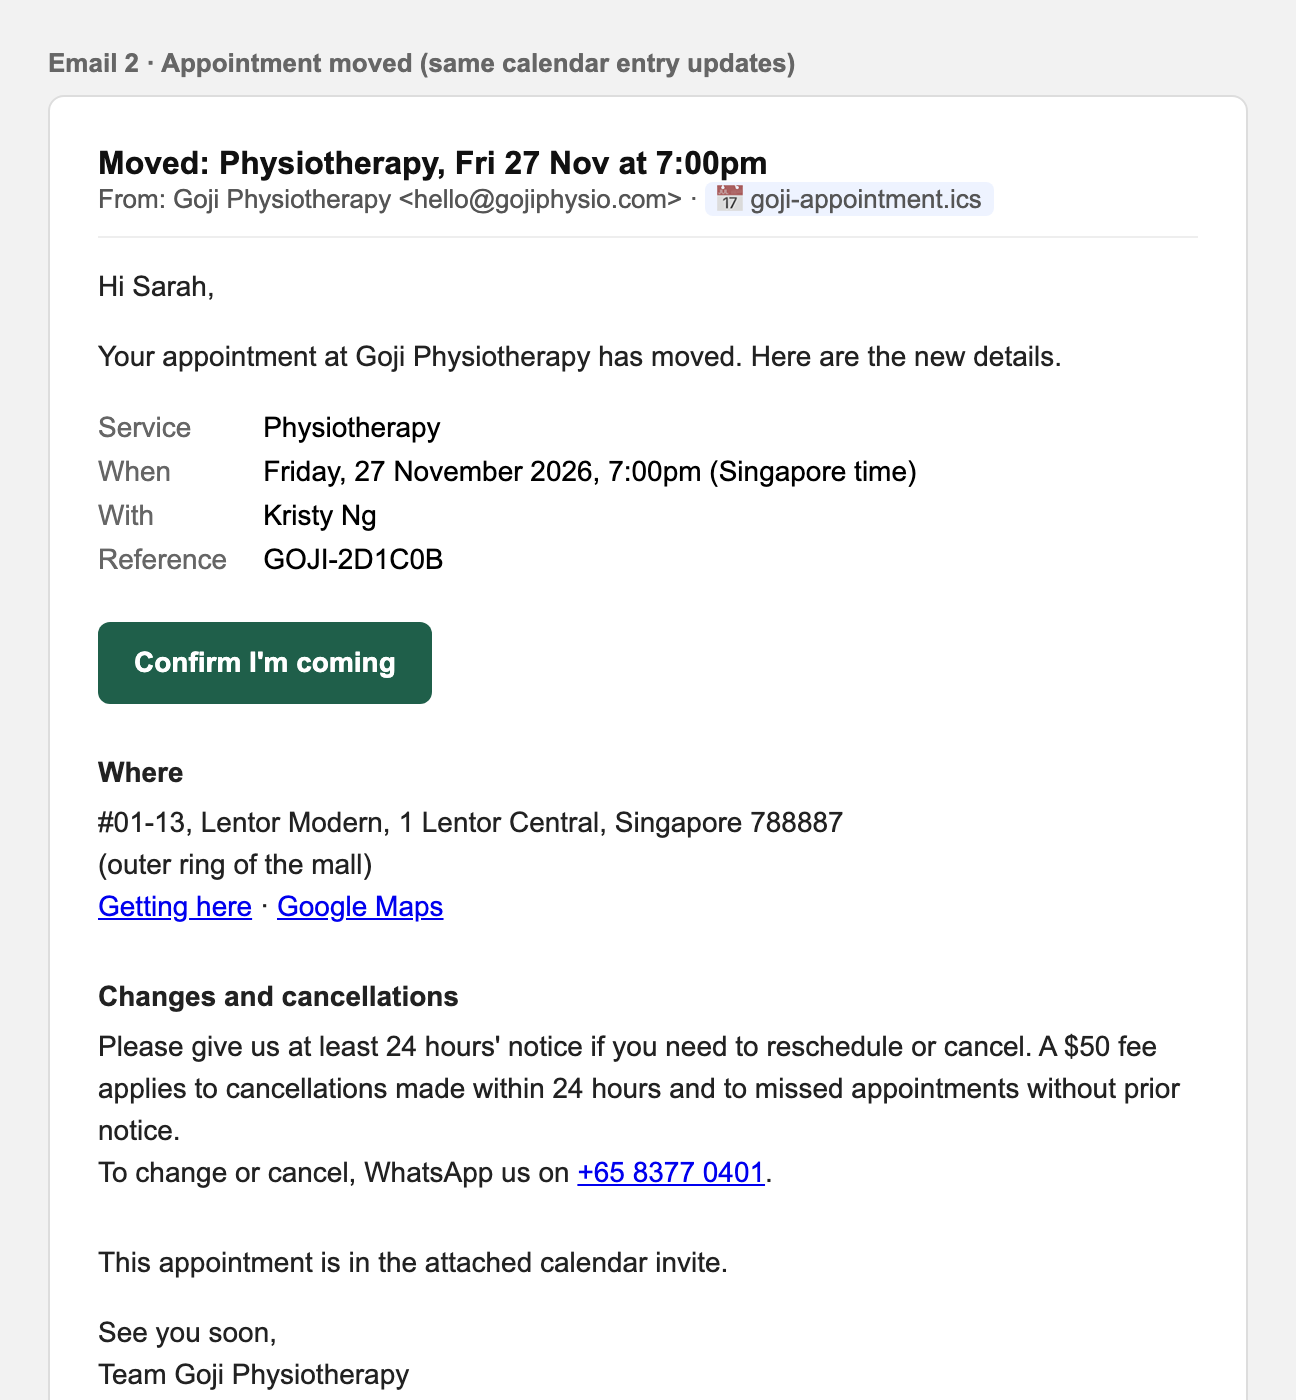 Email 2 · Appointment moved (same calendar entry updates)
Moved: Physiotherapy, Fri 27 Nov at 7:00pm
From: Goji Physiotherapy <hello@gojiphysio.com> · 17 goji-appointment.ics
Hi Sarah,
Your appointment at Goji Physiotherapy has moved. Here are the new details.
Service Physiotherapy
When Friday, 27 November 2026, 7:00pm (Singapore time)
With Kristy Ng
Reference GOJI-2D1C0B
Confirm I'm coming
Where
#01-13, Lentor Modern, 1 Lentor Central, Singapore 788887
(outer ring of the mall)
Getting here · Google Maps
Changes and cancellations
Please give us at least 24 hours' notice if you need to reschedule or cancel. A $50 fee
applies to cancellations made within 24 hours and to missed appointments without prior
notice.
To change or cancel, WhatsApp us on +65 8377 0401.
This appointment is in the attached calendar invite.
See you soon,
Team Goji Physiotherapy